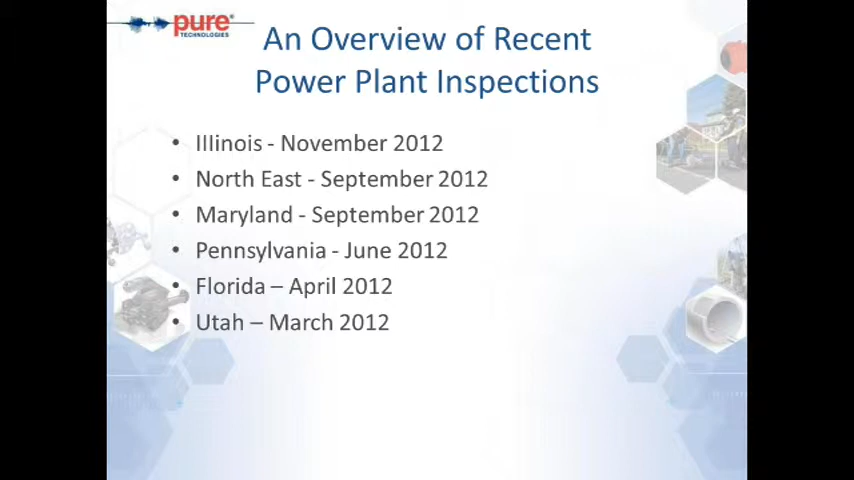 pure
TECHNOLOGIES
An Overview of Recent
Power Plant Inspections
• Illinois - November 2012
• North East - September 2012
• Maryland - September 2012
• Pennsylvania - June 2012
• Florida – April 2012
• Utah – March 2012